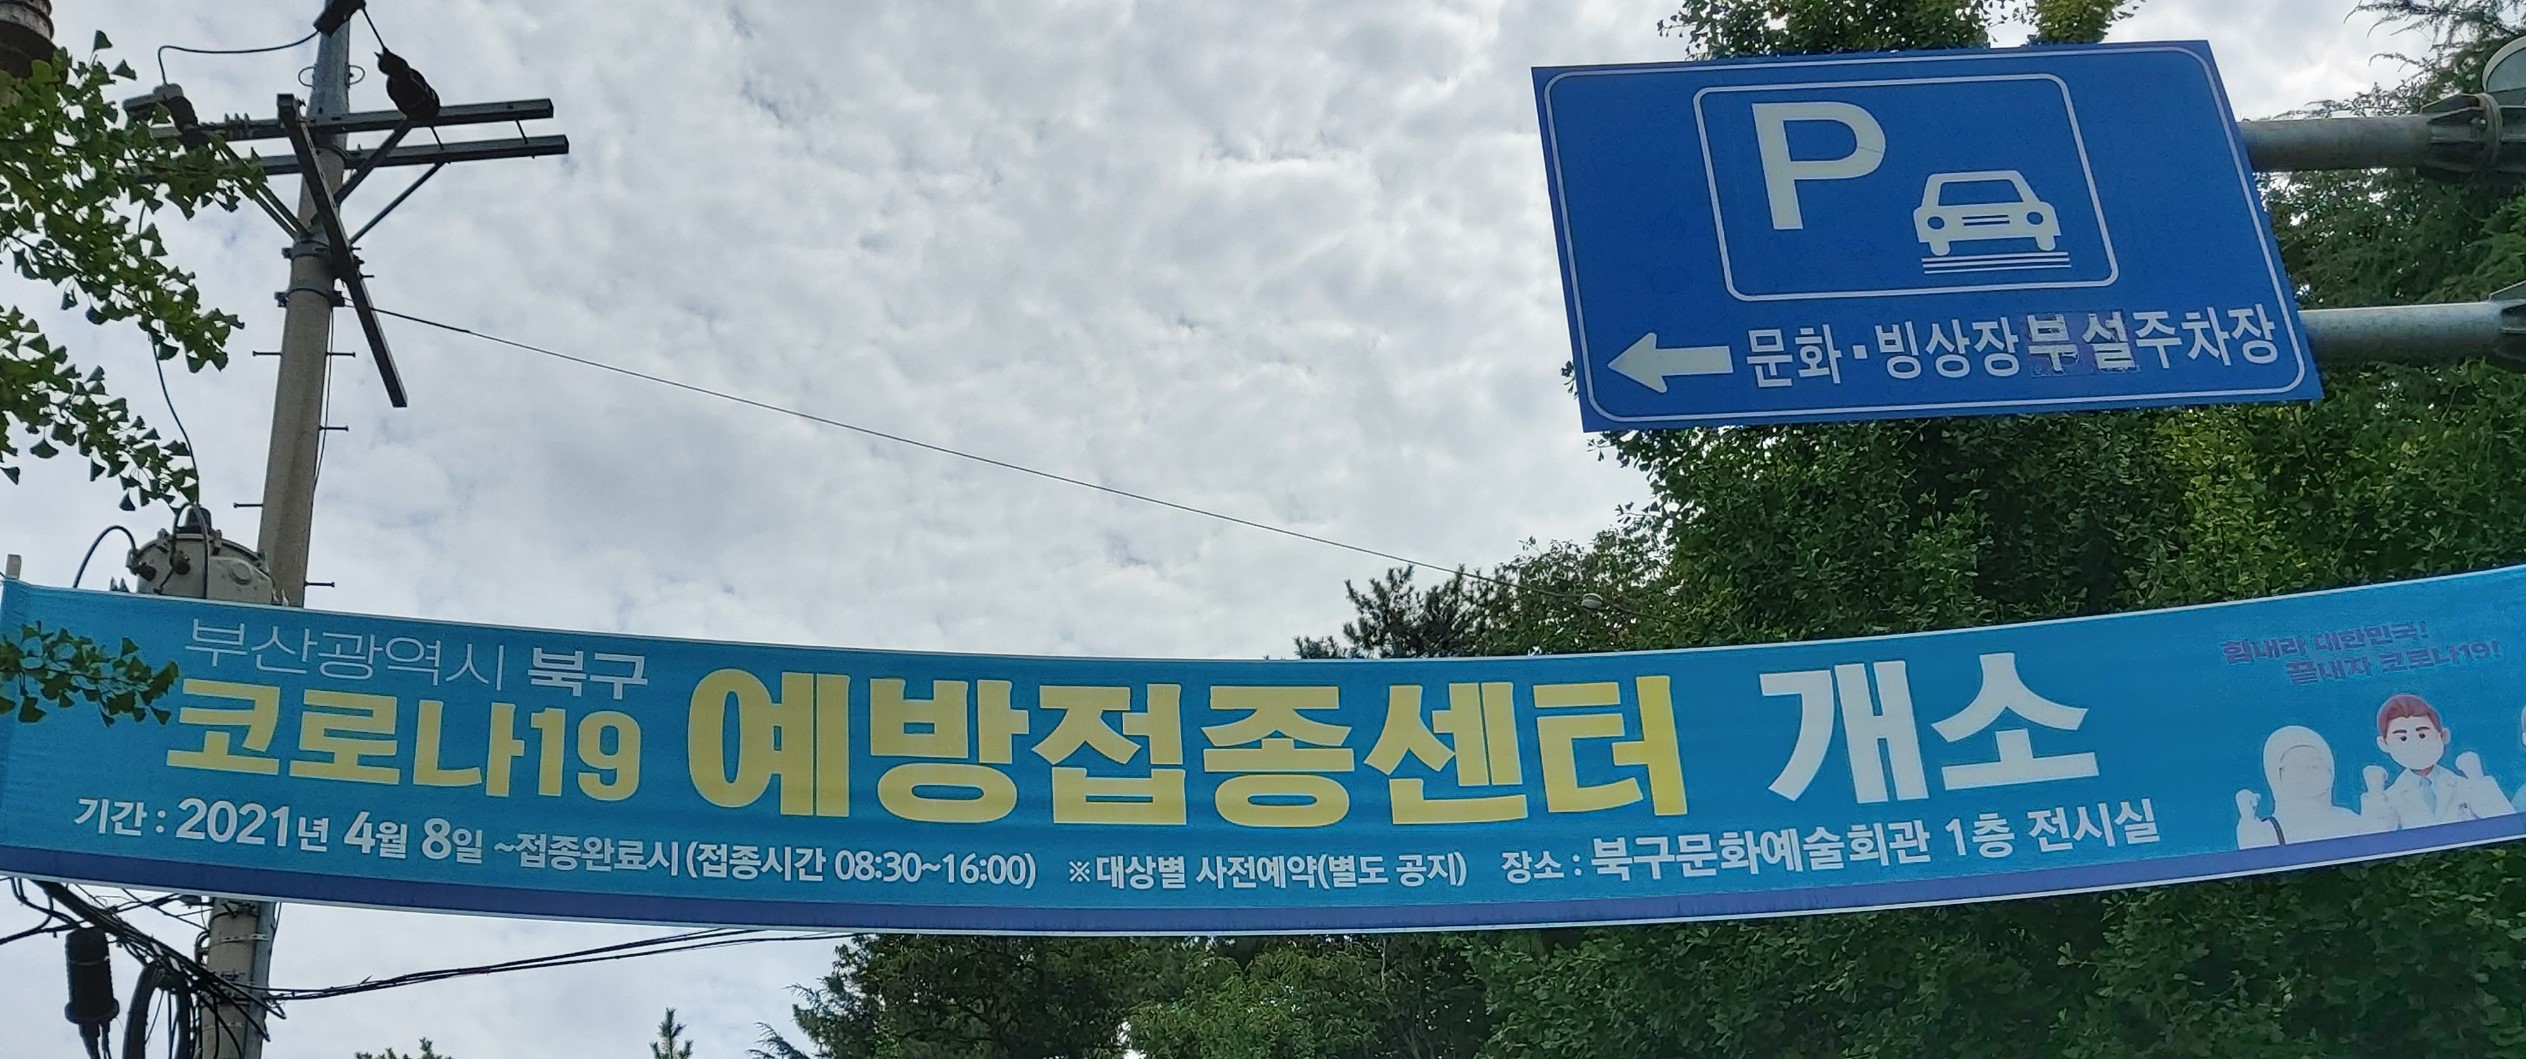 P
문화·빙상장부설주차장
부산광역시 북구
코로나19 예방접종센터 개소
기간 : 2021년 4월 8일 ~접종완료시(접종시간 08:30~16:00) ※대상별 사전예약(별도 공지) 장소 : 북구문화예술회관 1층 전시실
힘내라 대한민국!
끝내자 코로나19!